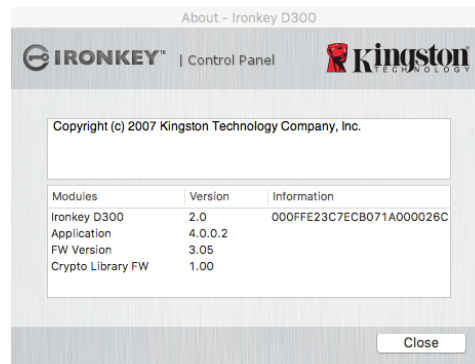 About - Ironkey D300
IRONKEY™ | Control Panel
Kingston
TECHNOLOGY
Copyright (c) 2007 Kingston Technology Company, Inc.
Modules Version Information
Ironkey D300 2.0 000FFE23C7ECB071A000026C
Application 4.0.0.2
FW Version 3.05
Crypto Library FW 1.00
Close